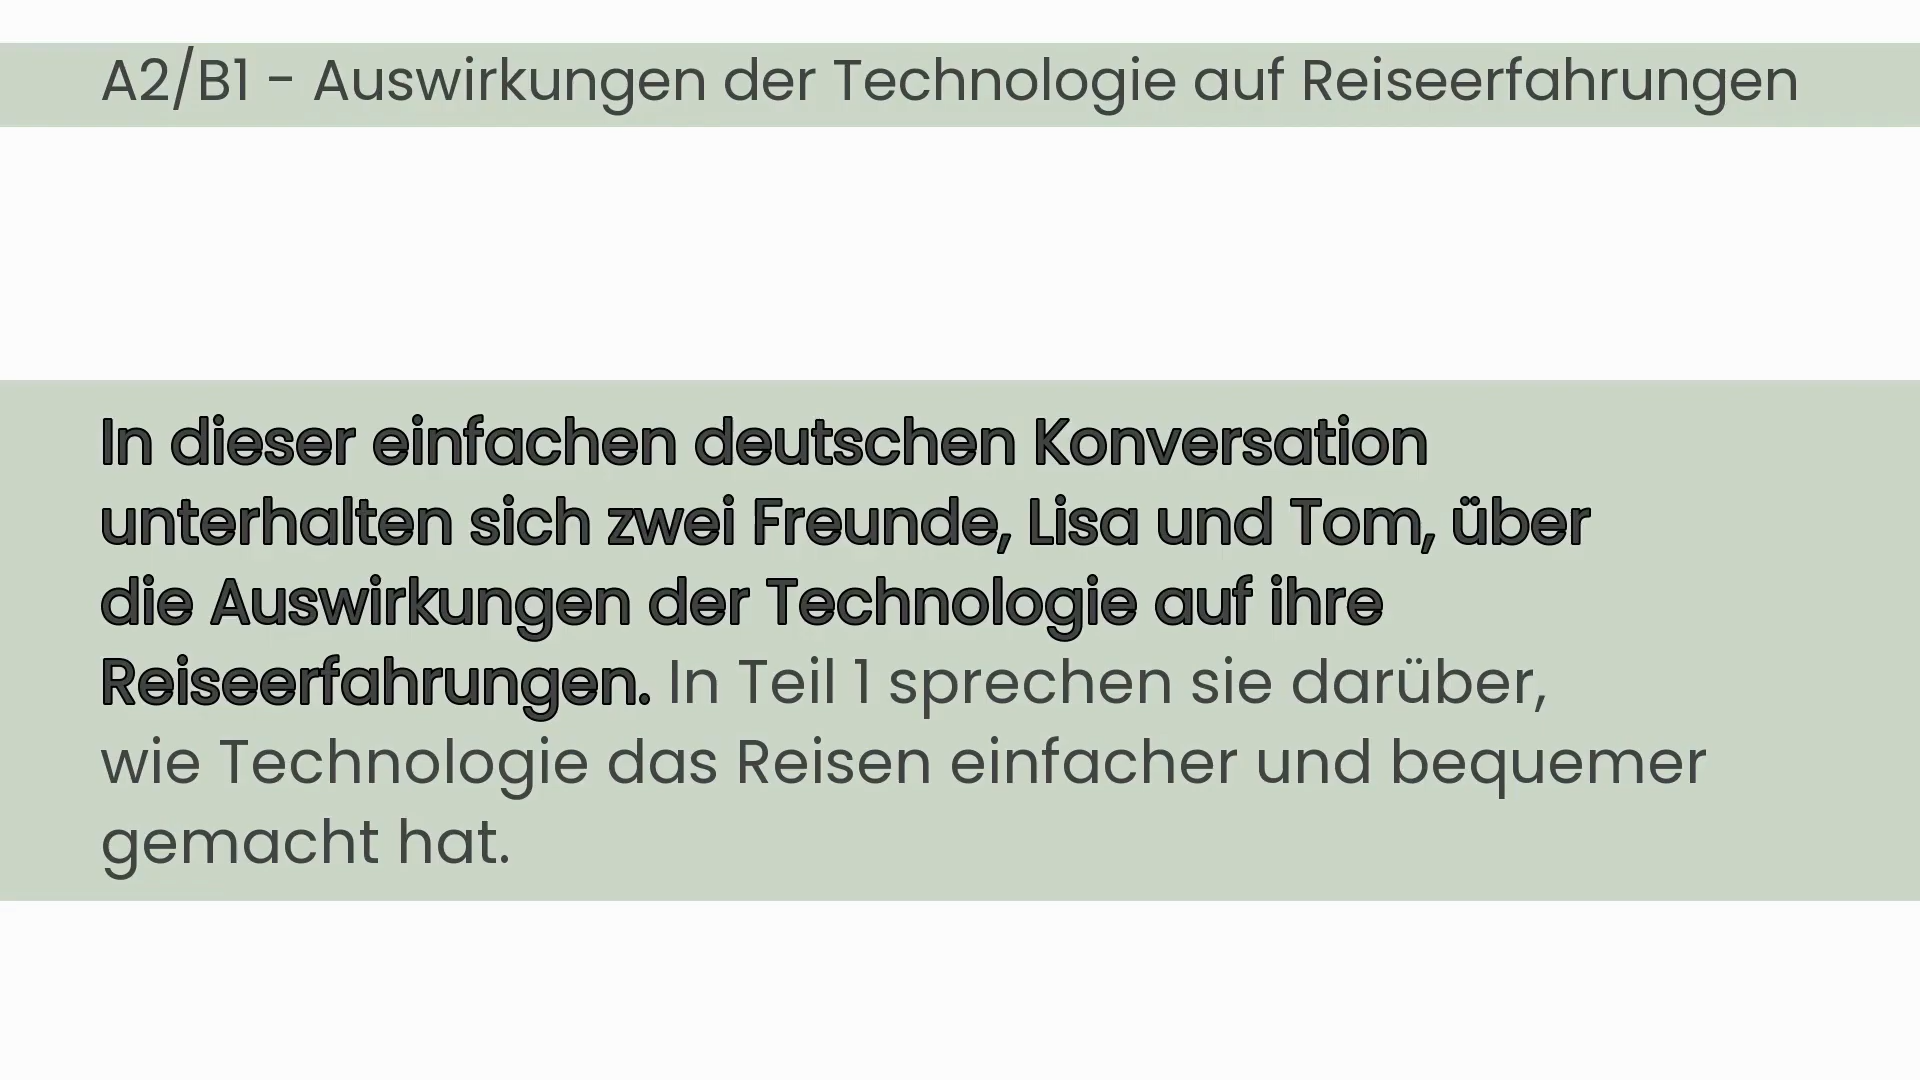 A2/B1 - Auswirkungen der Technologie auf Reiseerfahrungen
In dieser einfachen deutschen Konversation
unterhalten sich zwei Freunde, Lisa und Tom, über
die Auswirkungen der Technologie auf ihre
Reiseerfahrungen. In Teil 1 sprechen sie darüber,
wie Technologie das Reisen einfacher und bequemer
gemacht hat.